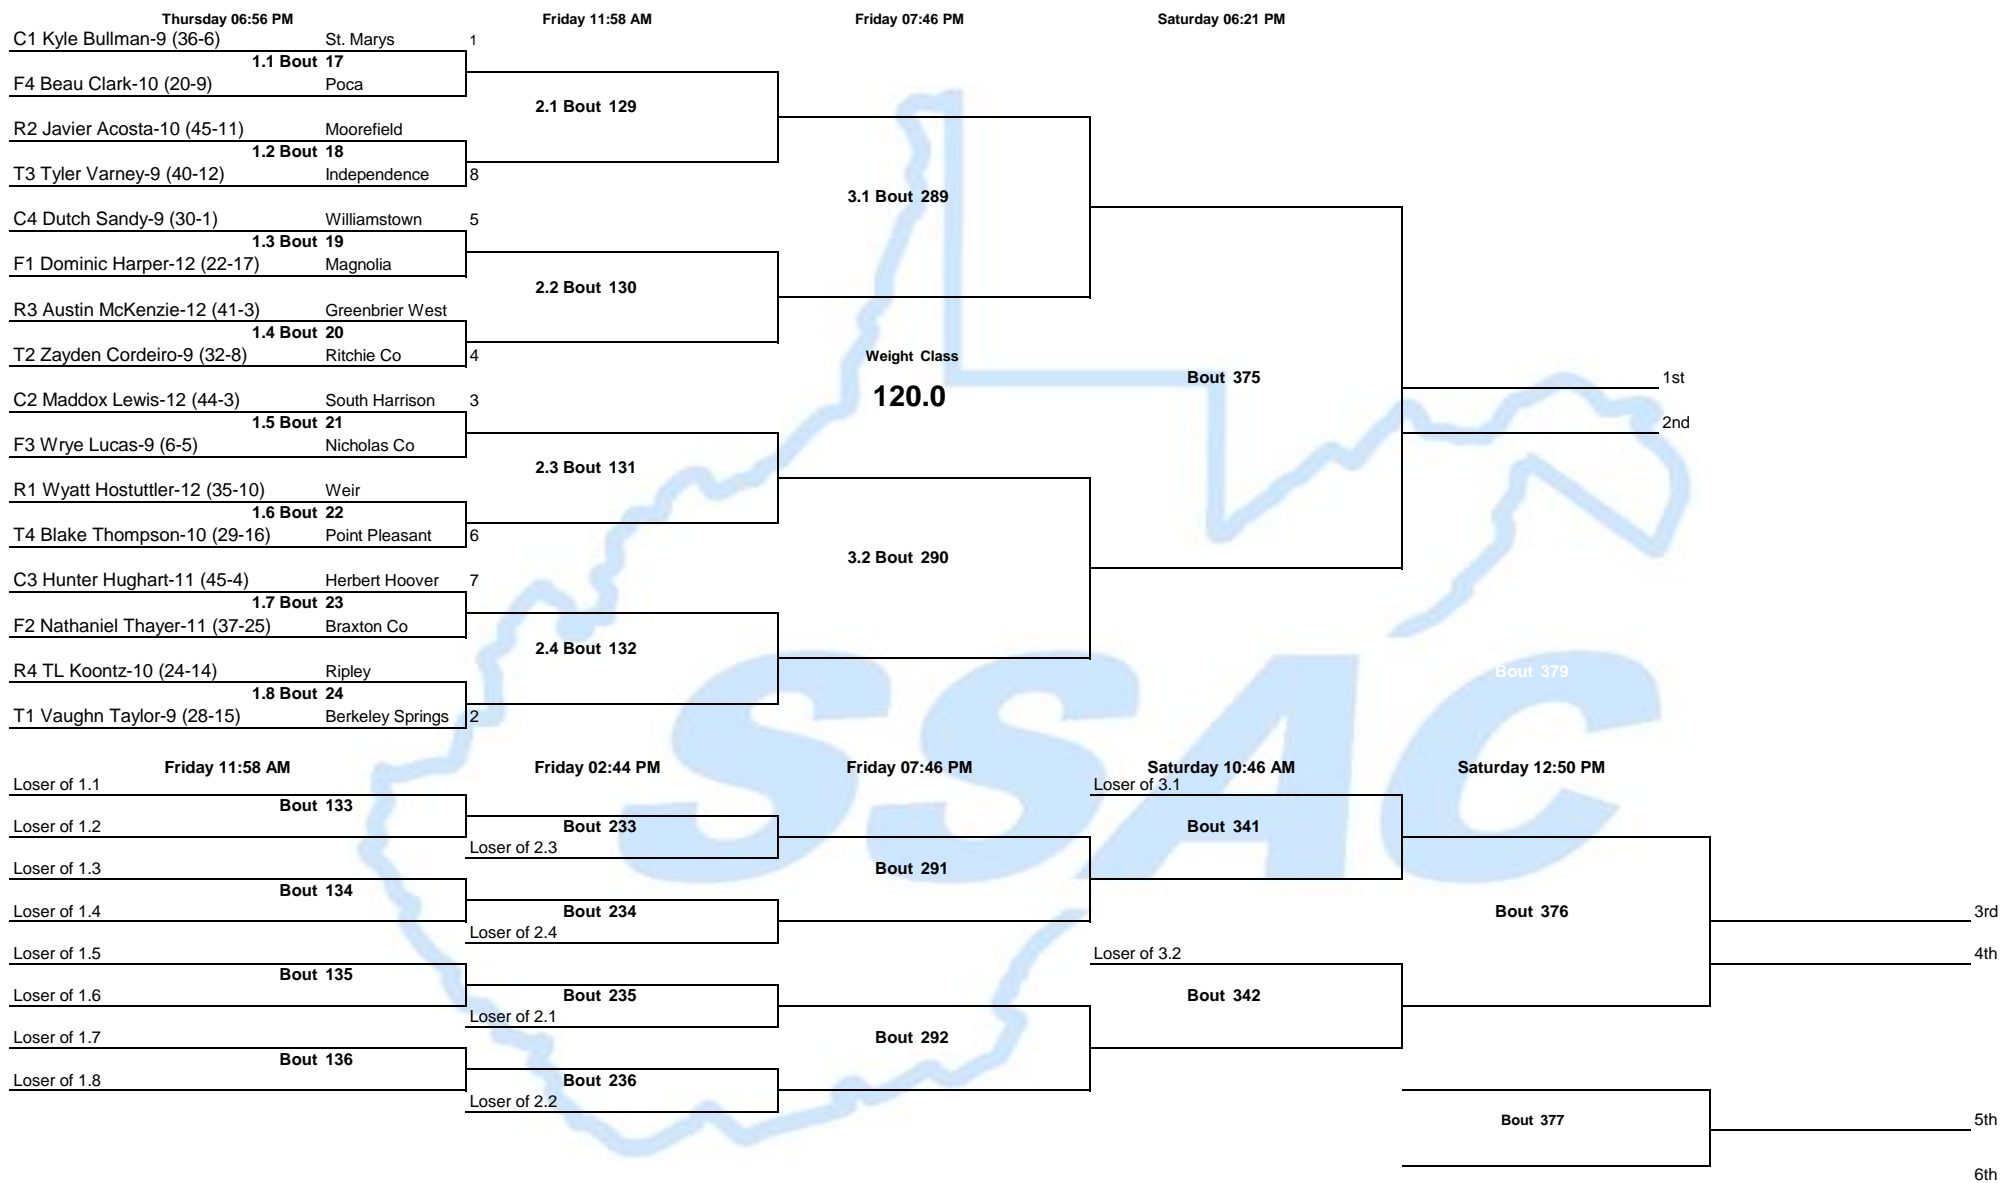 Thursday 06:56 PM Friday 11:58 AM Friday 07:46 PM Saturday 06:21 PM
C1 Kyle Bullman-9 (36-6) St. Marys 1
1.1 Bout 17
F4 Beau Clark-10 (20-9) Poca
2.1 Bout 129
R2 Javier Acosta-10 (45-11) Moorefield
1.2 Bout 18
T3 Tyler Varney-9 (40-12) Independence 8
3.1 Bout 289
C4 Dutch Sandy-9 (30-1) Williamstown 5
1.3 Bout 19
F1 Dominic Harper-12 (22-17) Magnolia
2.2 Bout 130
R3 Austin McKenzie-12 (41-3) Greenbrier West
1.4 Bout 20
T2 Zayden Cordeiro-9 (32-8) Ritchie Co 4
Weight Class
120.0
Bout 375
1st
2nd
C2 Maddox Lewis-12 (44-3) South Harrison 3
1.5 Bout 21
F3 Wrye Lucas-9 (6-5) Nicholas Co
2.3 Bout 131
R1 Wyatt Hostuttler-12 (35-10) Weir
1.6 Bout 22
T4 Blake Thompson-10 (29-16) Point Pleasant 6
3.2 Bout 290
C3 Hunter Hughart-11 (45-4) Herbert Hoover 7
1.7 Bout 23
F2 Nathaniel Thayer-11 (37-25) Braxton Co
2.4 Bout 132
R4 TL Koontz-10 (24-14) Ripley
Bout 379
1.8 Bout 24
T1 Vaughn Taylor-9 (28-15) Berkeley Springs 2
SSAC
Friday 11:58 AM Friday 02:44 PM Friday 07:46 PM Saturday 10:46 AM Saturday 12:50 PM
Loser of 1.1 Loser of 3.1
Bout 133
Loser of 1.2 Bout 233 Bout 341
Loser of 2.3
Loser of 1.3 Bout 291
Bout 134
Loser of 1.4 Bout 234 Bout 376 3rd
Loser of 2.4
Loser of 1.5 Loser of 3.2 4th
Bout 135
Loser of 1.6 Bout 235 Bout 342
Loser of 2.1
Loser of 1.7 Bout 292
Bout 136
Loser of 1.8 Bout 236
Loser of 2.2
Bout 377 5th
6th